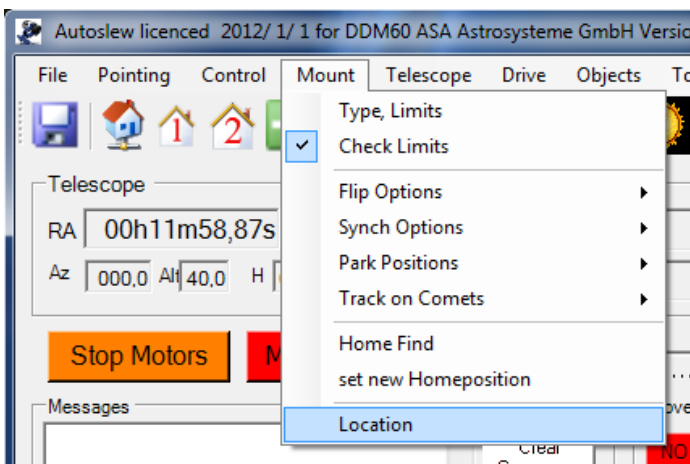 Autoslew licenced 2012/ 1/ 1 for DDM60 ASA Astrosysteme GmbH Versio
File Pointing Control Mount Telescope Drive Objects To
1 2
Type, Limits
Check Limits
Telescope
Flip Options
RA 00h11m58,87s
Synch Options
Az 000,0 Alt 40,0 H
Park Positions
Track on Comets
Stop Motors M
Home Find
set new Homeposition
Messages
Location
NO